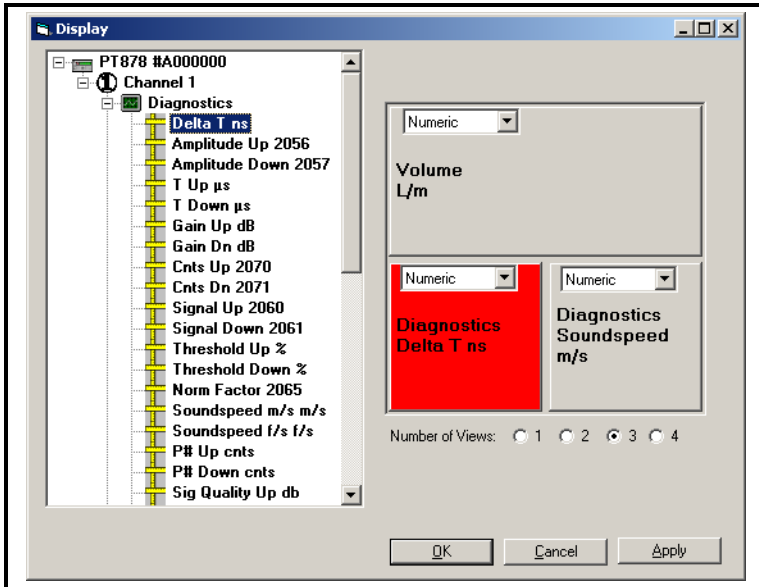 Display
PT878 #A000000
1 Channel 1
Diagnostics
Delta T ns
Amplitude Up 2056
Amplitude Down 2057
T Up µs
T Down µs
Gain Up dB
Gain Dn dB
Cnts Up 2070
Cnts Dn 2071
Signal Up 2060
Signal Down 2061
Threshold Up %
Threshold Down %
Norm Factor 2065
Soundspeed m/s m/s
Soundspeed f/s f/s
P# Up cnts
P# Down cnts
Sig Quality Up db
Numeric
Volume
L/m
Numeric
Diagnostics
Delta T ns
Numeric
Diagnostics
Soundspeed
m/s
Number of Views: 1 2 3 4
OK Cancel Apply